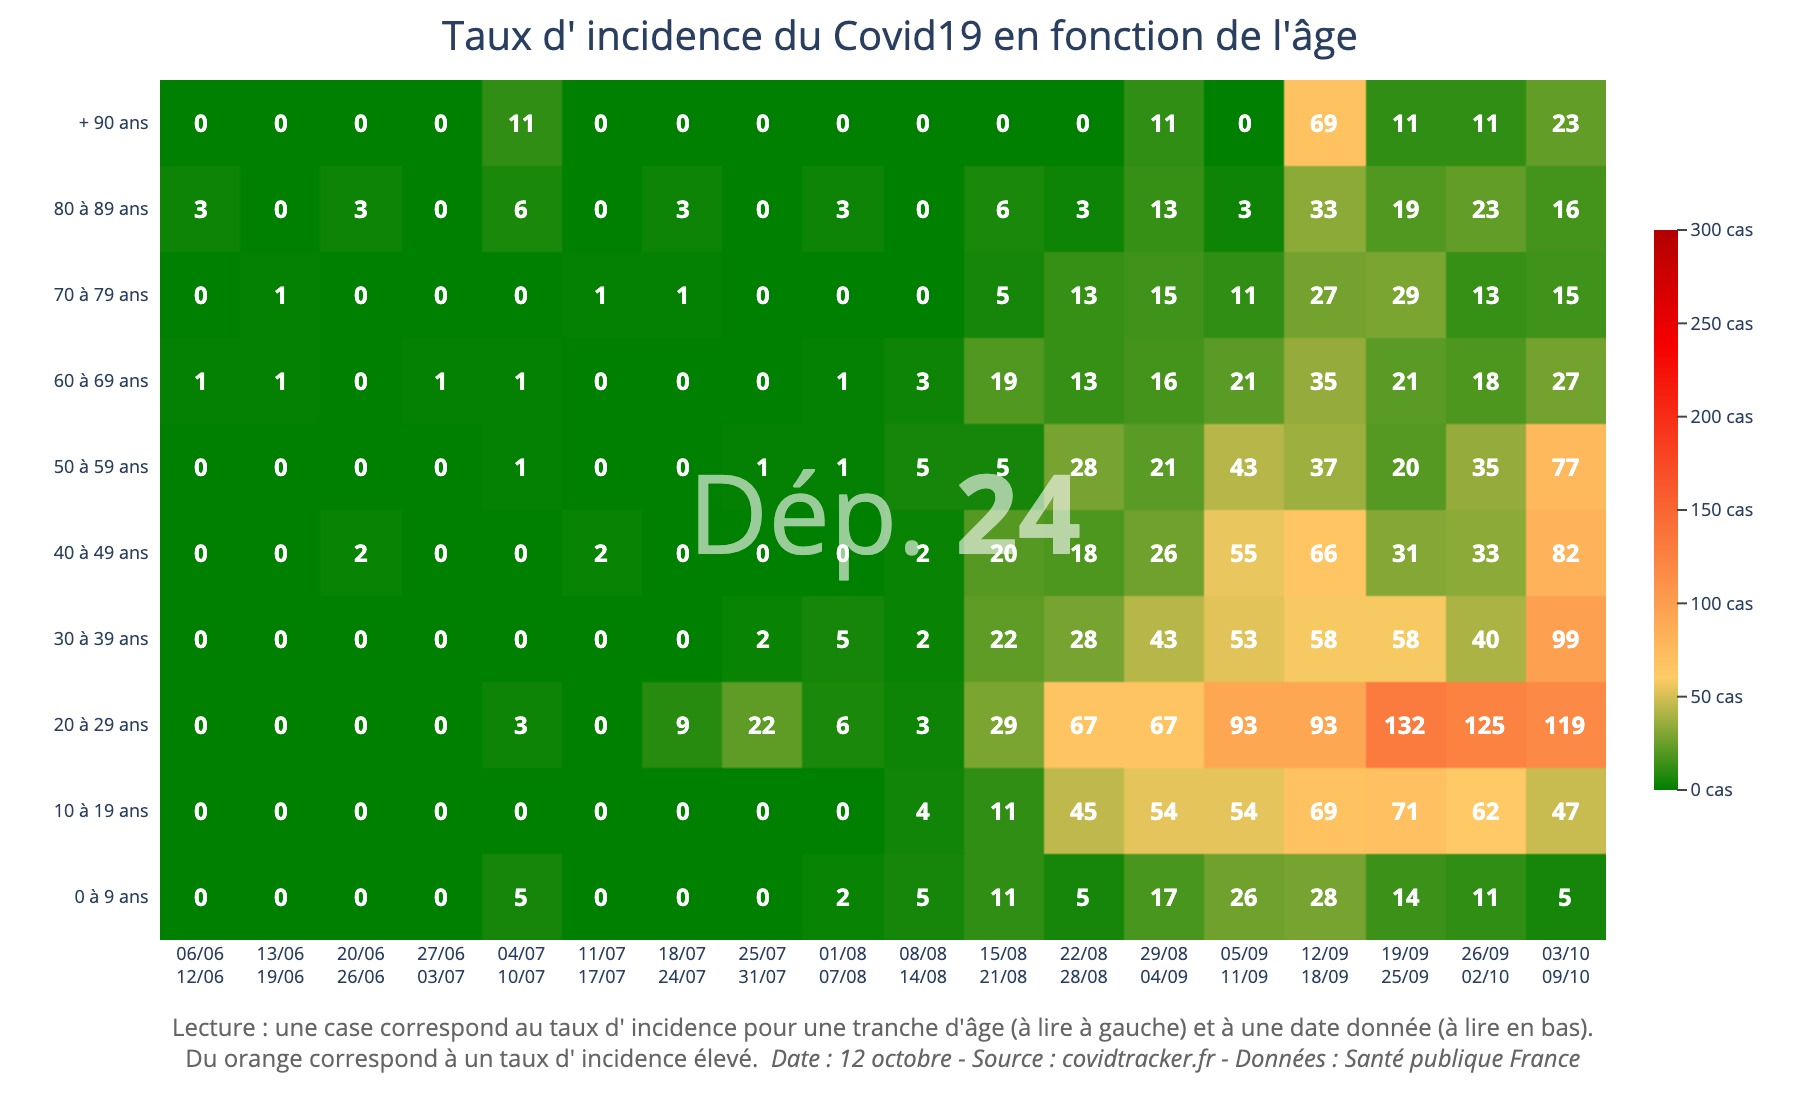 Taux d' incidence du Covid19 en fonction de l'âge
+ 90 ans 0 0 0 0 11 0 0 0 0 0 0 0 11 0 69 11 11 23
80 à 89 ans 3 0 3 0 6 0 3 0 3 0 6 3 13 3 33 19 23 16
300 cas
70 à 79 ans 0 1 0 0 0 1 1 0 0 0 5 13 15 11 27 29 13 15
250 cas
60 à 69 ans 1 1 0 1 1 0 0 0 1 3 19 13 16 21 35 21 18 27
200 cas
50 à 59 ans 0 0 0 0 1 0 0 1 1 5 5 28 21 43 37 20 35 77
Dép. 24
150 cas
40 à 49 ans 0 0 2 0 0 2 0 0 0 2 20 18 26 55 66 31 33 82
100 cas
30 à 39 ans 0 0 0 0 0 0 0 2 5 2 22 28 43 53 58 58 40 99
50 cas
20 à 29 ans 0 0 0 0 3 0 9 22 6 3 29 67 67 93 93 132 125 119
0 cas
10 à 19 ans 0 0 0 0 0 0 0 0 0 4 11 45 54 54 69 71 62 47
0 à 9 ans 0 0 0 0 5 0 0 0 2 5 11 5 17 26 28 14 11 5
06/06 13/06 20/06 27/06 04/07 11/07 18/07 25/07 01/08 08/08 15/08 22/08 29/08 05/09 12/09 19/09 26/09 03/10
12/06 19/06 26/06 03/07 10/07 17/07 24/07 31/07 07/08 14/08 21/08 28/08 04/09 11/09 18/09 25/09 02/10 09/10
Lecture : une case correspond au taux d' incidence pour une tranche d'âge (à lire à gauche) et à une date donnée (à lire en bas).
Du orange correspond à un taux d' incidence élevé. Date : 12 octobre - Source : covidtracker.fr - Données : Santé publique France